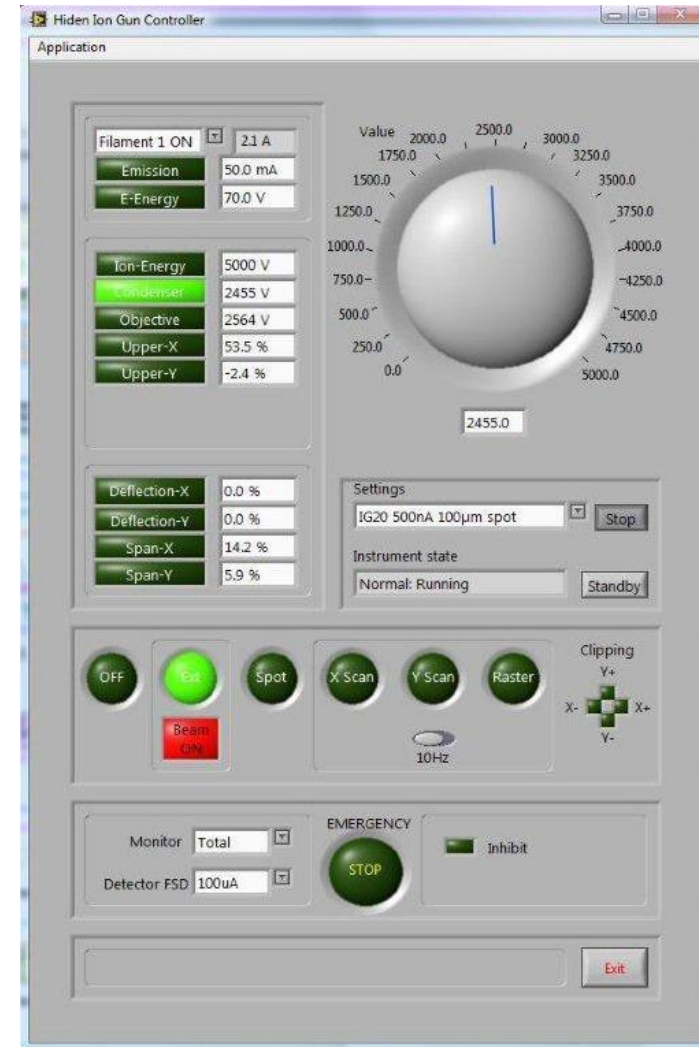 Hiden Ion Gun Controller
Application
Filament 1 ON 2.1 A
Emission 50.0 mA
E-Energy 70.0 V
Ion-Energy 5000 V
Condenser 2455 V
Objective 2564 V
Upper-X 53.5 %
Upper-Y -2.4 %
Value
0.0
250.0
500.0
750.0
1000.0
1250.0
1500.0
1750.0
2000.0
2500.0
3000.0
3250.0
3500.0
3750.0
4000.0
4250.0
4500.0
4750.0
5000.0
2455.0
Deflection-X 0.0 %
Deflection-Y 0.0 %
Span-X 14.2 %
Span-Y 5.9 %
Settings
IG20 500nA 100µm spot Stop
Instrument state
Normal: Running Standby
OFF Ext Spot X Scan Y Scan Raster
Beam
ON
10Hz
Clipping
Y+
X- X+
Y-
Monitor Total
Detector FSD 100uA
EMERGENCY
STOP
Inhibit
Exit